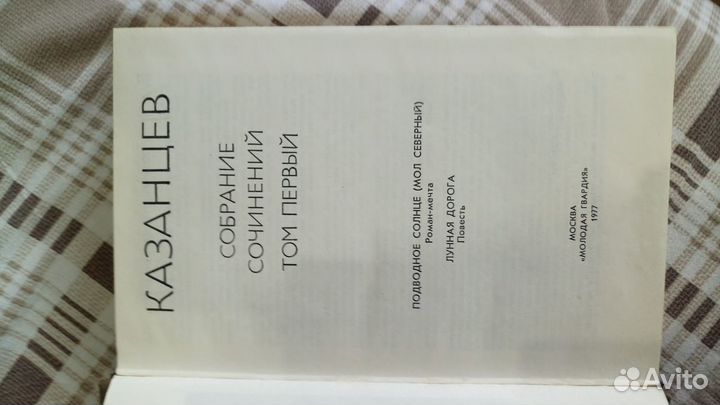 КАЗАНЦЕВ
СОБРАНИЕ
СОЧИНЕНИЙ
ТОМ ПЕРВЫЙ
ПОДВОДНОЕ СОЛНЦЕ (МОЛ СЕВЕРНЫЙ)
Роман-мечта
ЛУННАЯ ДОРОГА
Повесть
МОСКВА
«МОЛОДАЯ ГВАРДИЯ»
1977
Avito